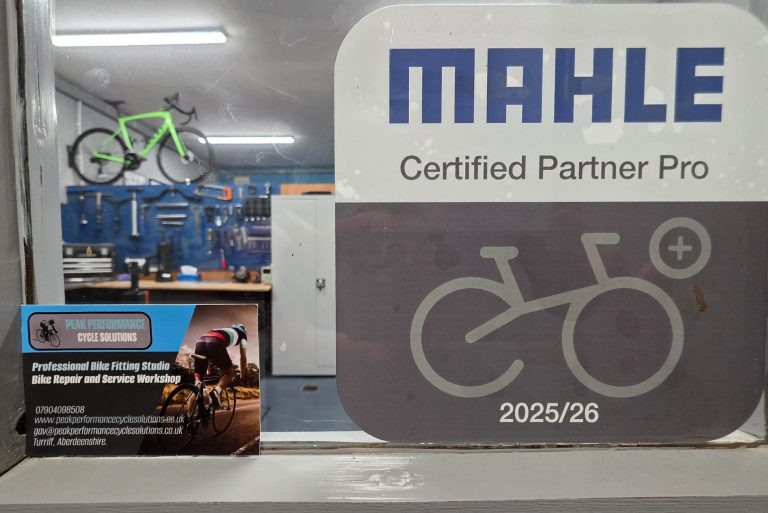 MAHLE
Certified Partner Pro
2025/26
PEAK PERFORMANCE
CYCLE SOLUTIONS
Professional Bike Fitting Studio
Bike Repair and Service Workshop
07904098508
www.peakperformancecyclesolutions.co.uk
gav@peakperformancecyclesolutions.co.uk
Turriff, Aberdeenshire.